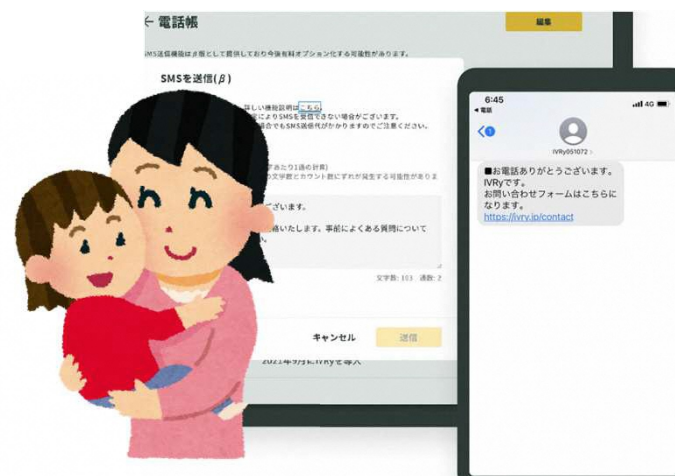 ← 電話帳
編集
SMS送信機能はβ版として提供しており今後有料オプション化する可能性があります。
SMSを送信(β)
詳しい機能説明はこちら。
によりSMSを受信できない場合がございます。
場合でもSMS送信代がかかりますのでご注意ください。
あたり1通の計算)
の文字数とカウント数にずれが発生する可能性がありま
ございます。
絡いたします。事前によくある質問について
い。
文字数: 103 通数: 2
キャンセル
送信
2021年9月にIVRyを導入
6:45
4G
◀ 電話
1
IVRy051072 >
■お電話ありがとうございます。
IVRyです。
お問い合わせフォームはこちらに
なります。
https://ivry.jp/contact